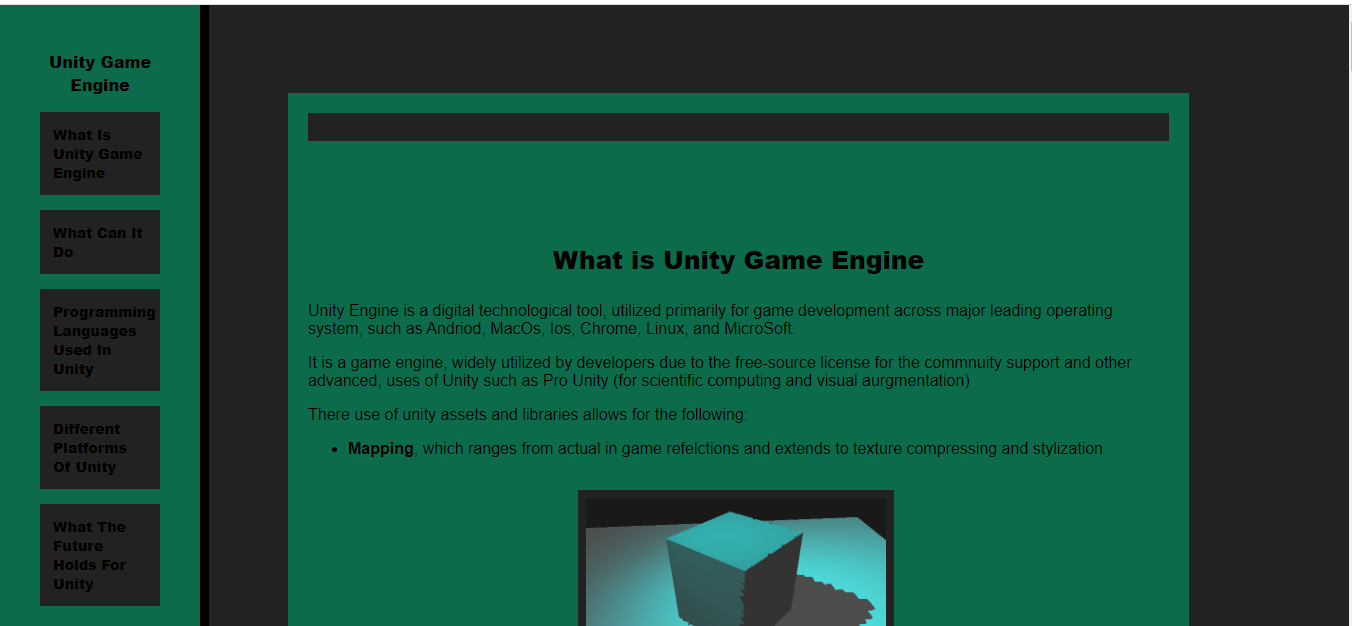 Unity Game
Engine
What Is
Unity Game
Engine
What Can It
Do
Programming
Languages
Used In
Unity
Different
Platforms
Of Unity
What The
Future
Holds For
Unity
What is Unity Game Engine
Unity Engine is a digital technological tool, utilized primarily for game development across major leading operating
system, such as Andriod, MacOs, Ios, Chrome, Linux, and MicroSoft.
It is a game engine, widely utilized by developers due to the free-source license for the commnuity support and other
advanced, uses of Unity such as Pro Unity (for scientific computing and visual aurgmentation)
There use of unity assets and libraries allows for the following:
• Mapping, which ranges from actual in game refelctions and extends to texture compressing and stylization